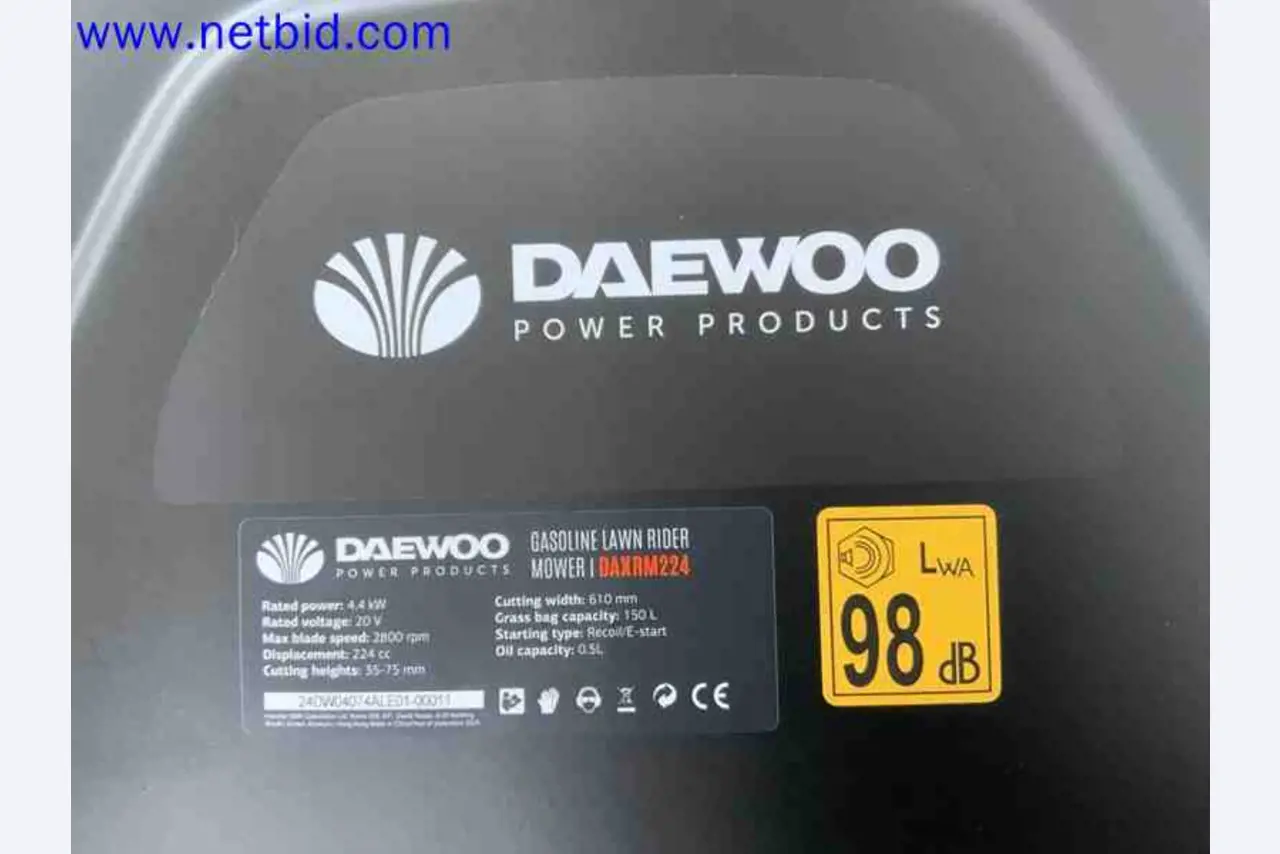 www.netbid.com
DAEWOO
POWER PRODUCTS
DAEWOO
POWER PRODUCTS
GASOLINE LAWN RIDER
MOWER | DAXRM224
Rated power: 4.4 kW
Rated voltage: 20 V
Max blade speed: 2800 rpm
Displacement: 224 cc
Cutting heights: 35-75 mm
Cutting width: 610 mm
Grass bag capacity: 150 L
Starting type: Recoil/E-start
Oil capacity: 0.5L
24DW04074ALE01-00011
CE
LWA
98 dB